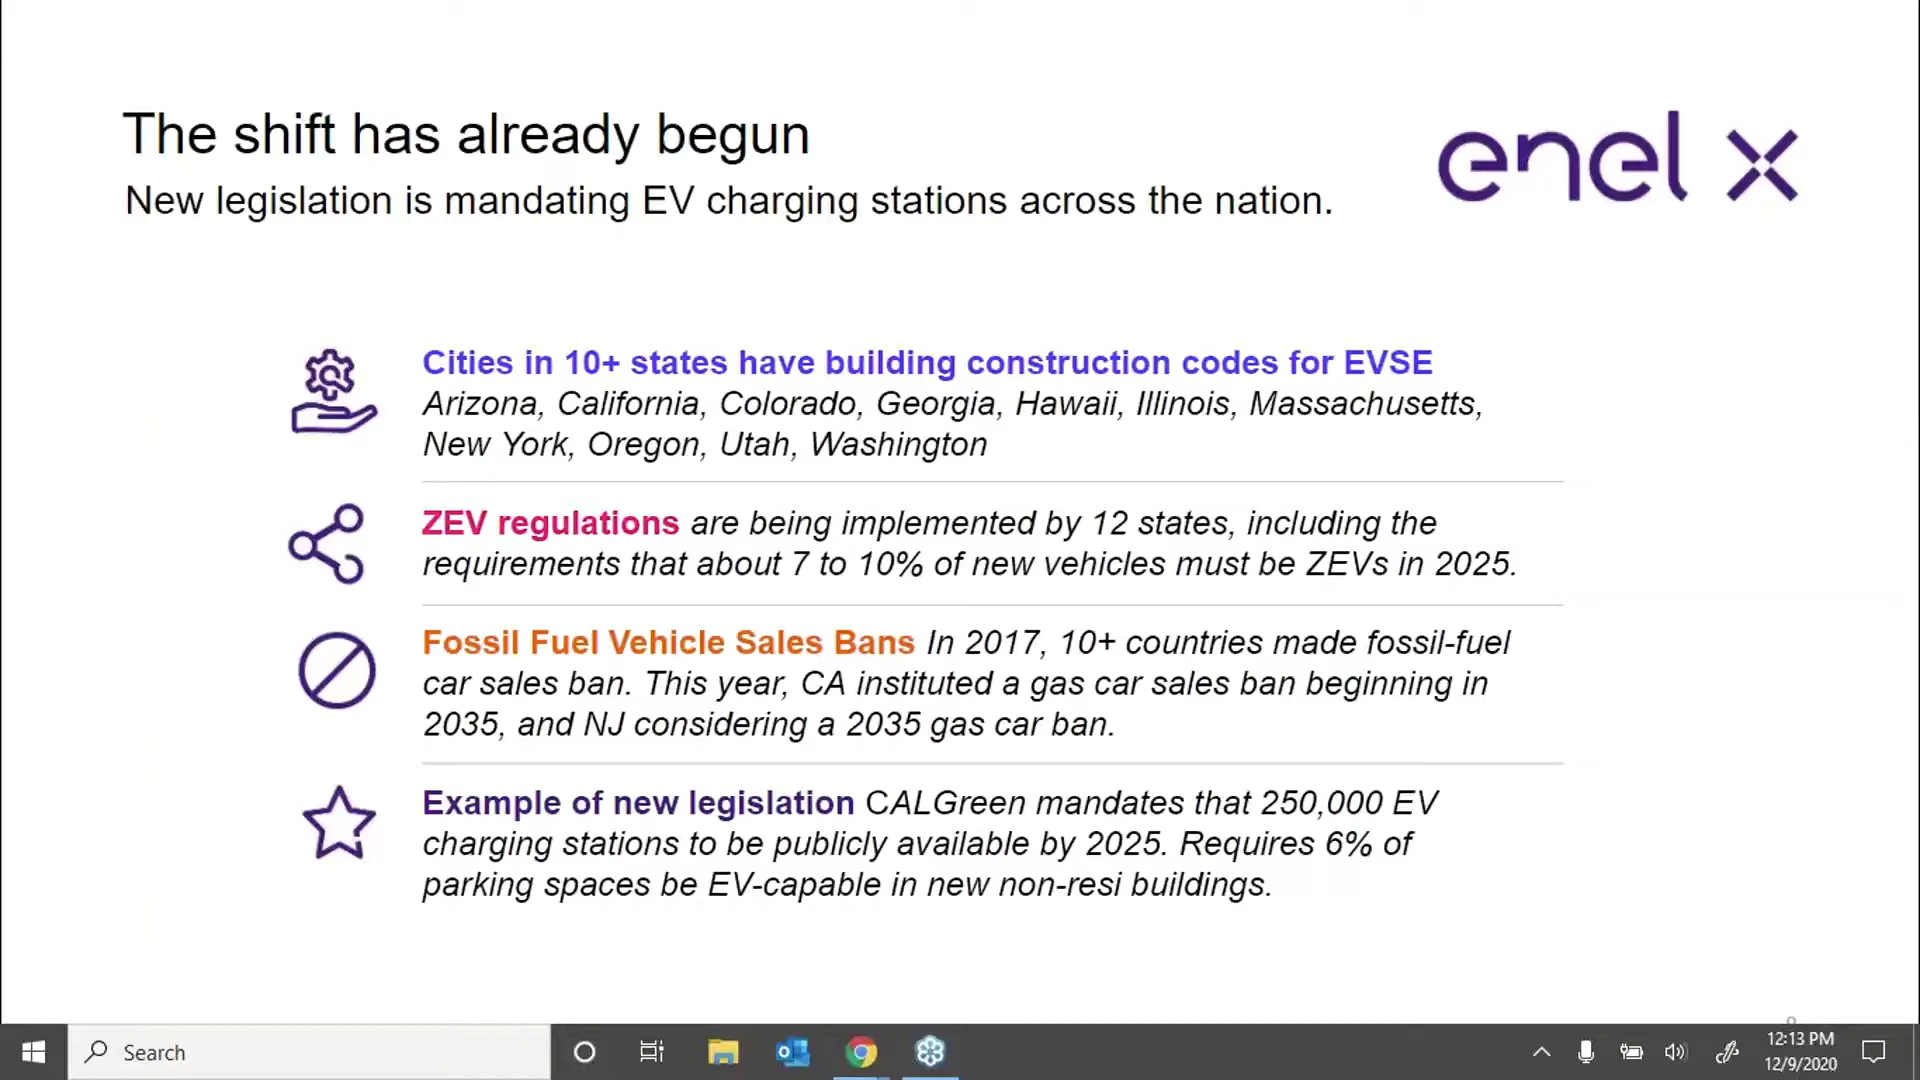 The shift has already begun
enel x
New legislation is mandating EV charging stations across the nation.
Cities in 10+ states have building construction codes for EVSE
Arizona, California, Colorado, Georgia, Hawaii, Illinois, Massachusetts,
New York, Oregon, Utah, Washington
ZEV regulations are being implemented by 12 states, including the
requirements that about 7 to 10% of new vehicles must be ZEVs in 2025.
Fossil Fuel Vehicle Sales Bans In 2017, 10+ countries made fossil-fuel
car sales ban. This year, CA instituted a gas car sales ban beginning in
2035, and NJ considering a 2035 gas car ban.
Example of new legislation CALGreen mandates that 250,000 EV
charging stations to be publicly available by 2025. Requires 6% of
parking spaces be EV-capable in new non-resi buildings.
Search
12:13 PM
12/9/2020